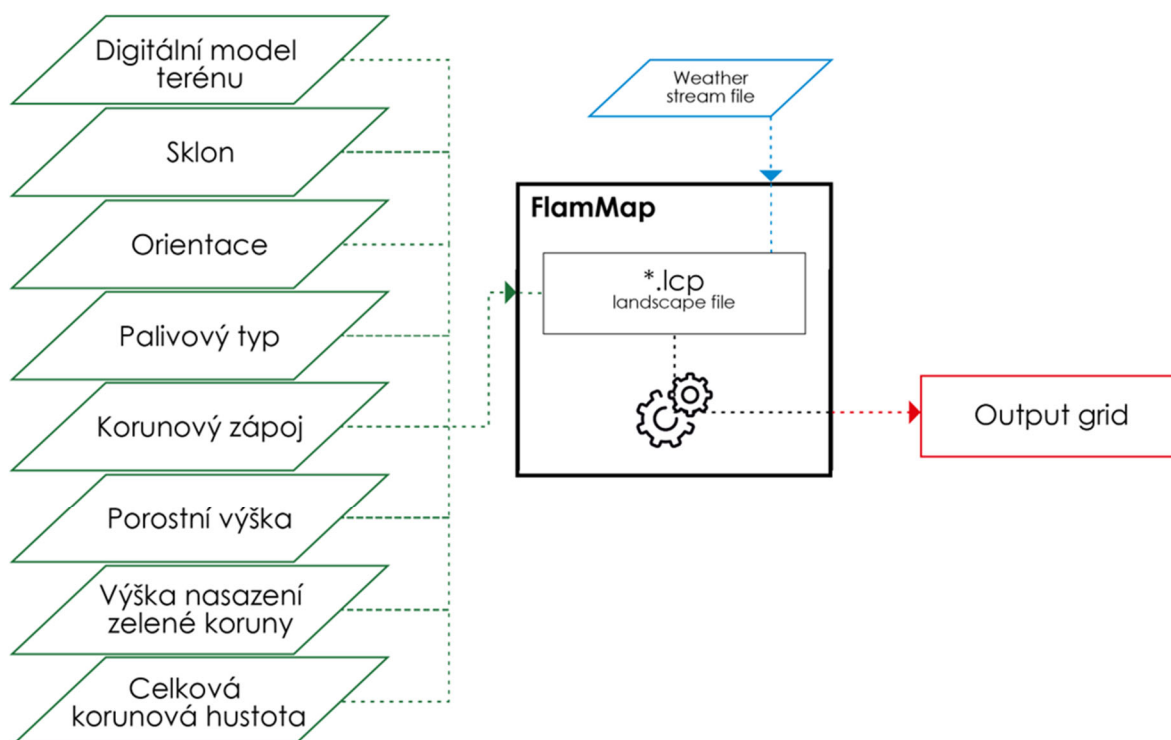 Digitální model
terénu
Sklon
Orientace
Palivový typ
Korunový zápoj
Porostní výška
Výška nasazení
zelené koruny
Celková
korunová hustota
Weather
stream file
FlamMap
*.lcp
landscape file
Output grid